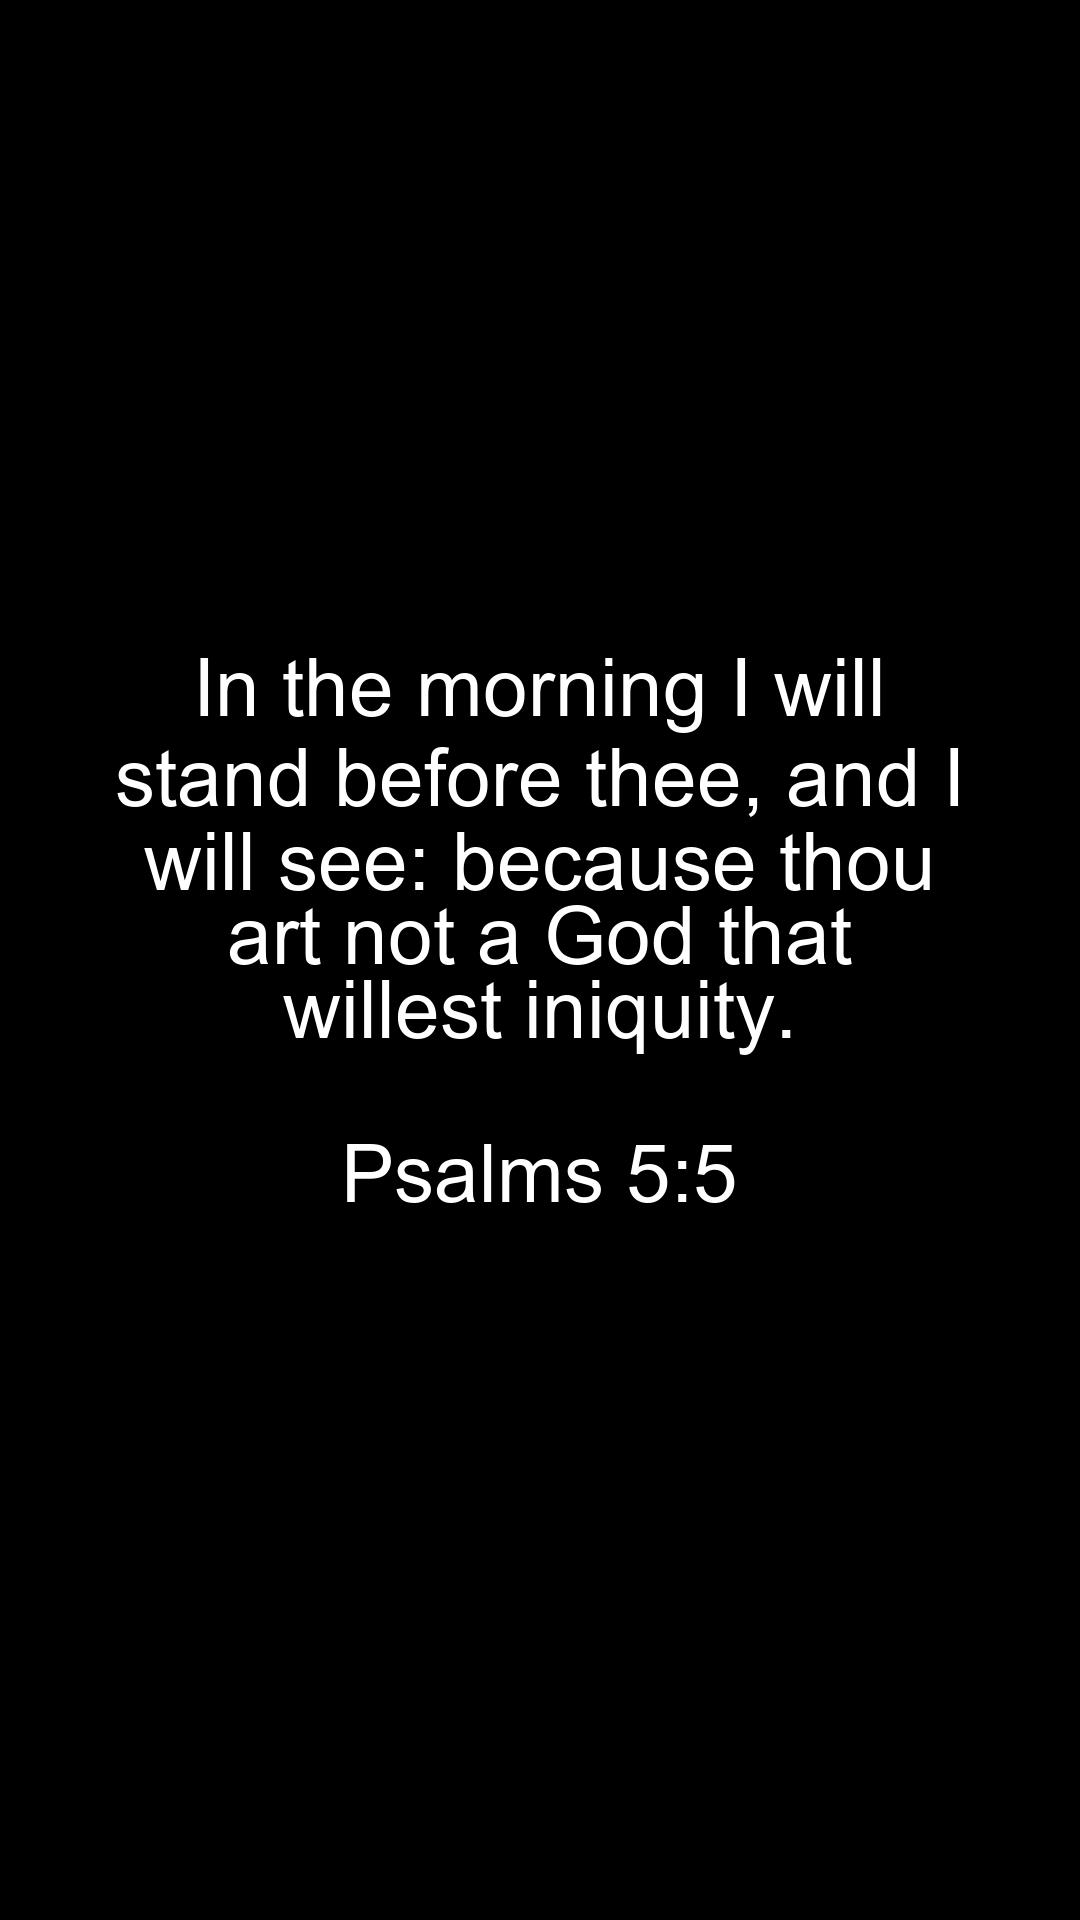 In the morning I will
stand before thee, and I
will see: because thou
art not a God that
willest iniquity.
Psalms 5:5